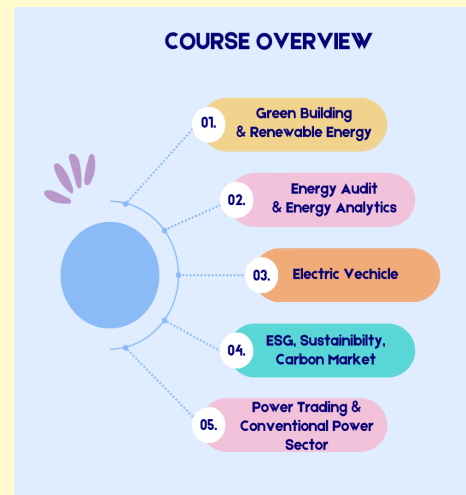 COURSE OVERVIEW
01.
Green Building
& Renewable Energy
02.
Energy Audit
& Energy Analytics
03.
Electric Vechicle
04.
ESG, Sustainibilty,
Carbon Market
05.
Power Trading &
Conventional Power
Sector